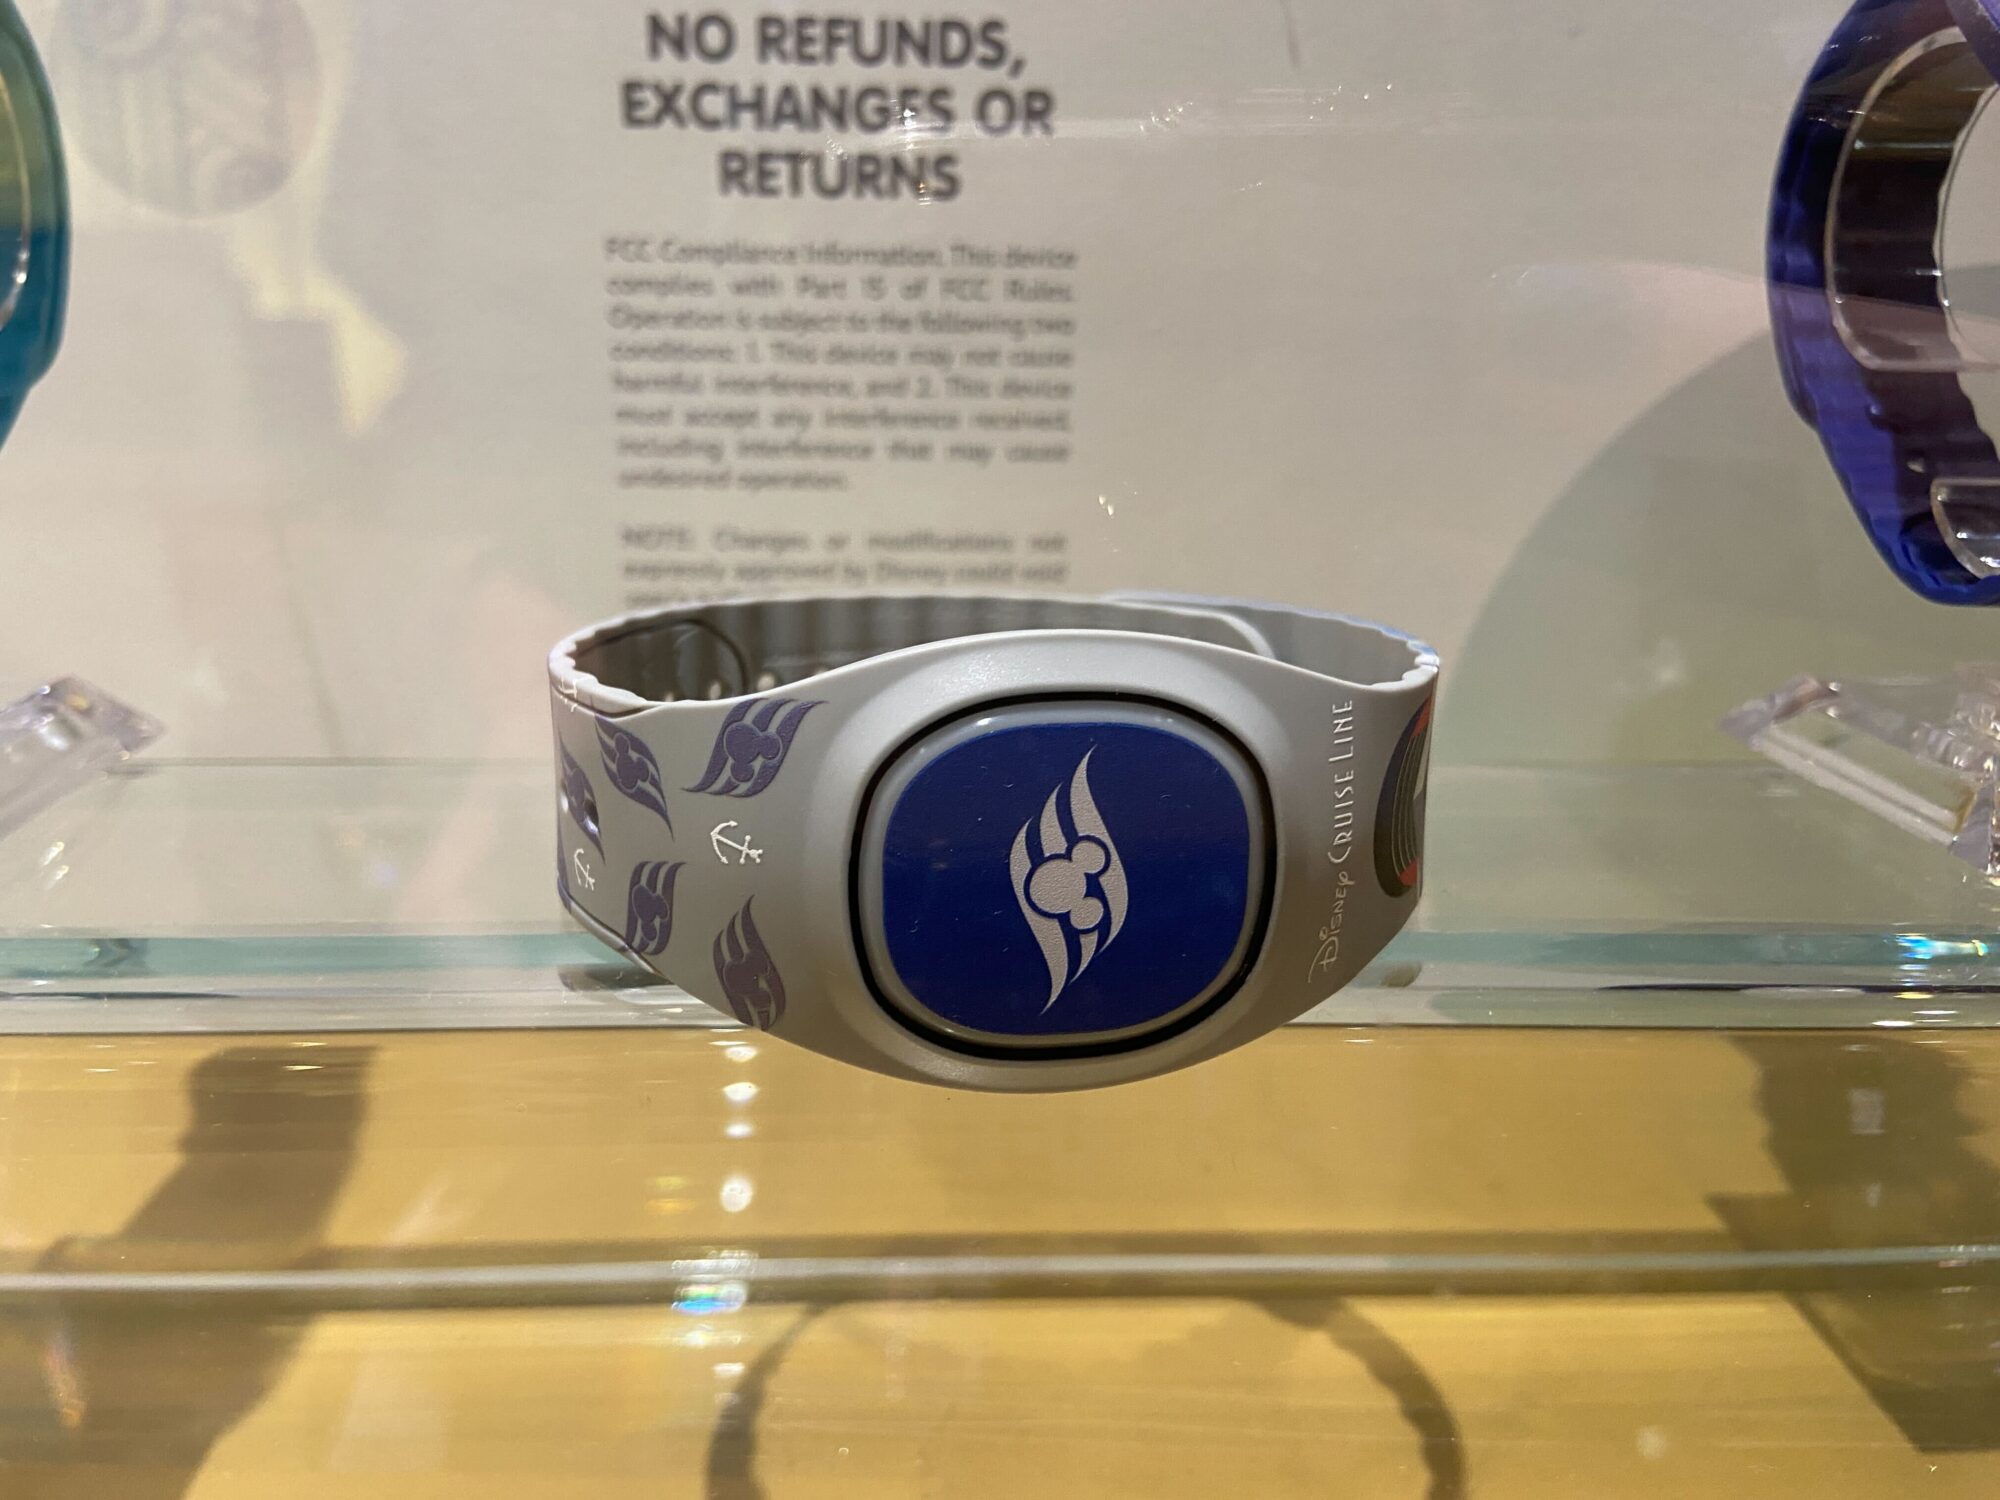 NO REFUNDS,
EXCHANGES OR
RETURNS
FCC Compliance Information. This device
complies with Part 15 of FCC Rules.
Operation is subject to the following two
conditions: 1. This device may not cause
harmful interference, and 2. This device
must accept any interference received,
including interference that may cause
undesired operation.
NOTE: Changes or modifications not
expressly approved by Disney could void
DISNEY CRUISE LINE